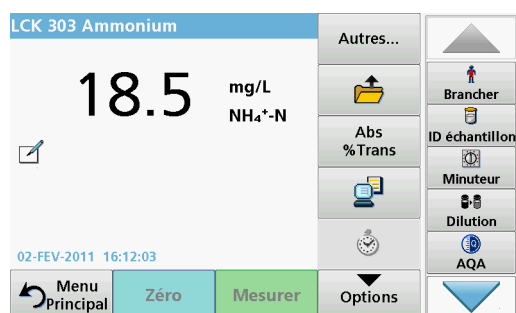 LCK 303 Ammonium
18.5 mg/L
NH₄⁺-N
02-FEV-2011 16:12:03
Menu
Principal
Zéro
Mesurer
Autres...
Abs
%Trans
Options
Brancher
ID échantillon
Minuteur
Dilution
AQA